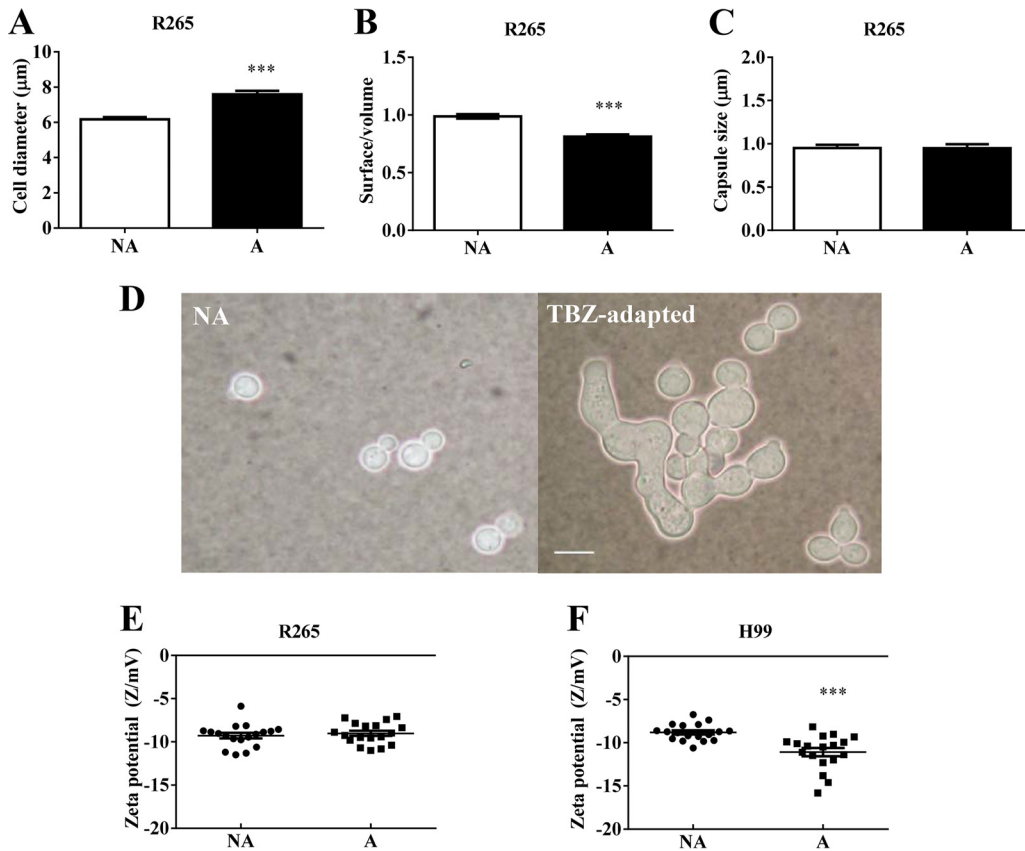 A
R265
Cell diameter (μm)
10
8
6
4
2
0
***
NA
A
B
R265
Surface/volume
1.5
1.0
0.5
0.0
***
NA
A
C
R265
Capsule size (μm)
2.0
1.5
1.0
0.5
0.0
NA
A
D
NA
TBZ-adapted
E
R265
Zeta potential (Z/mV)
0
-5
-10
-15
-20
NA
A
F
H99
Zeta potential (Z/mV)
0
-5
-10
-15
-20
***
NA
A